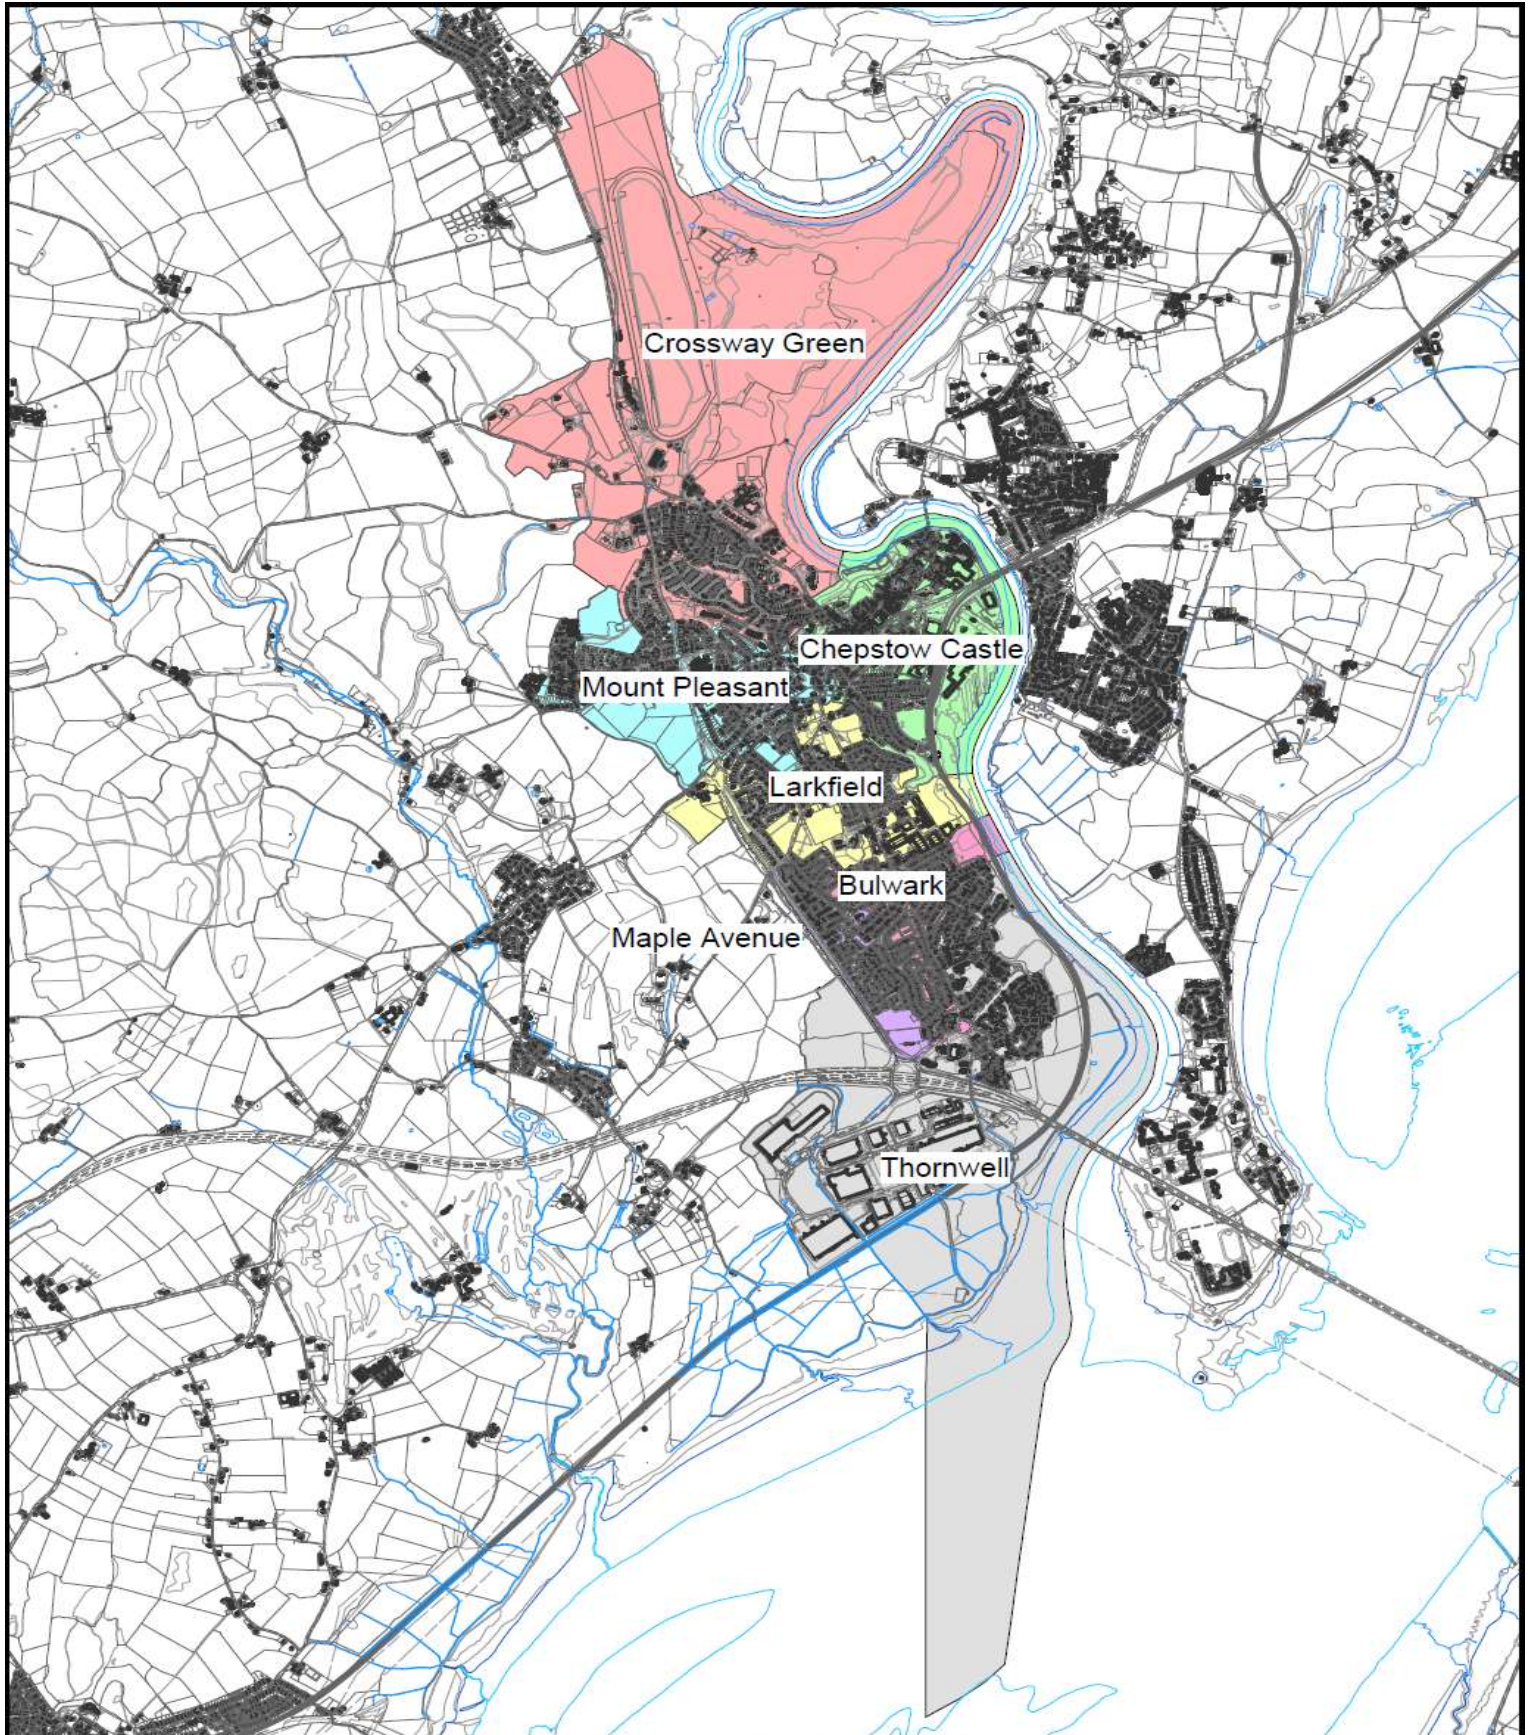 Crossway Green
Chepstow Castle
Mount Pleasant
Larkfield
Bulwark
Maple Avenue
Thornwell